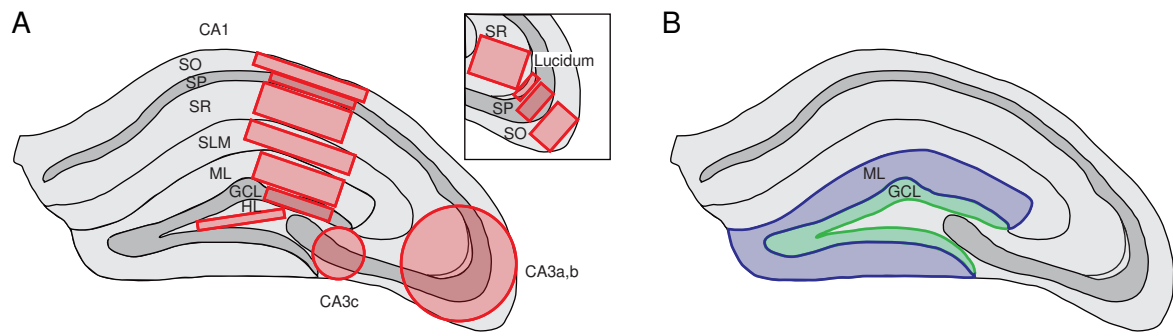 A
CA1
SO
SP
SR
SLM
ML
GCL
HL
CA3c
CA3a,b
SR
Lucidum
SP
SO
B
ML
GCL